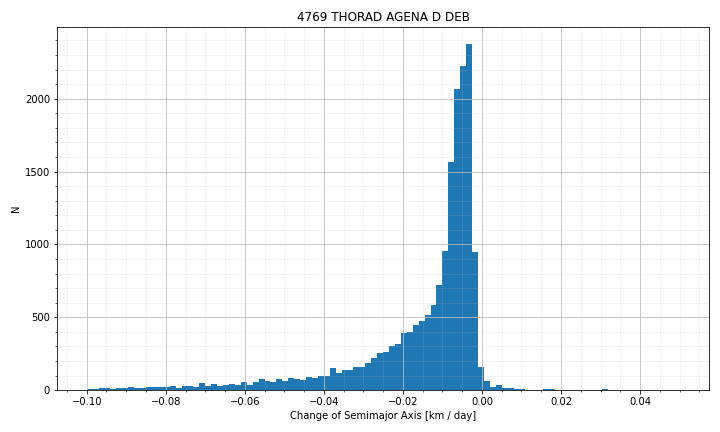 4769 THORAD AGENA D DEB
2000
1500
1000
500
0
N
−0.10 −0.08 −0.06 −0.04 −0.02 0.00 0.02 0.04
Change of Semimajor Axis [km / day]